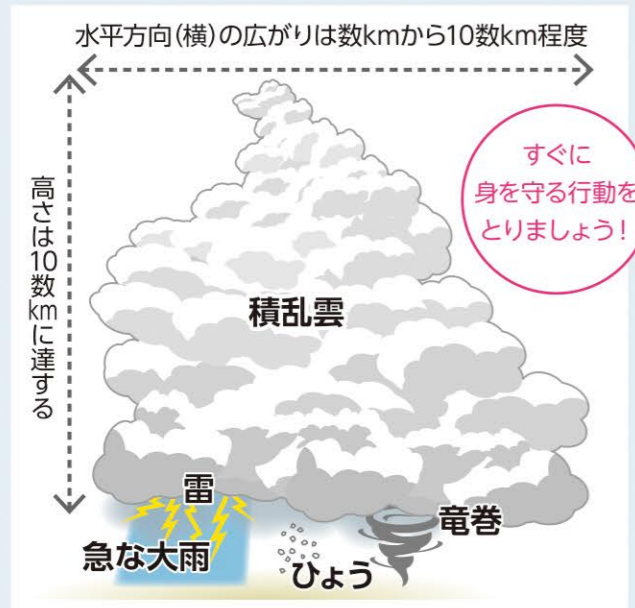 水平方向(横)の広がりは数kmから10数km程度
高さは10数kmに達する
すぐに
身を守る行動を
とりましょう!
積乱雲
雷
竜巻
急な大雨
ひょう